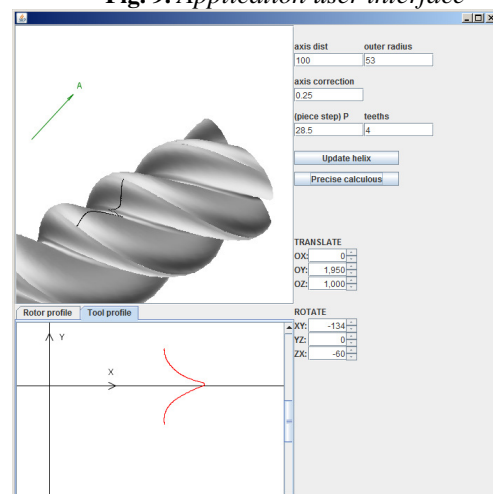 Fig. 9. Application user interface
A
axis dist outer radius
100 53
axis correction
0.25
(piece step) P teeths
28.5 4
Update helix
Precise calculous
TRANSLATE
OX: 0
OY: 1,950
OZ: 1,000
ROTATE
XY: -134
YZ: 0
ZX: -60
Rotor profile Tool profile
Y
X